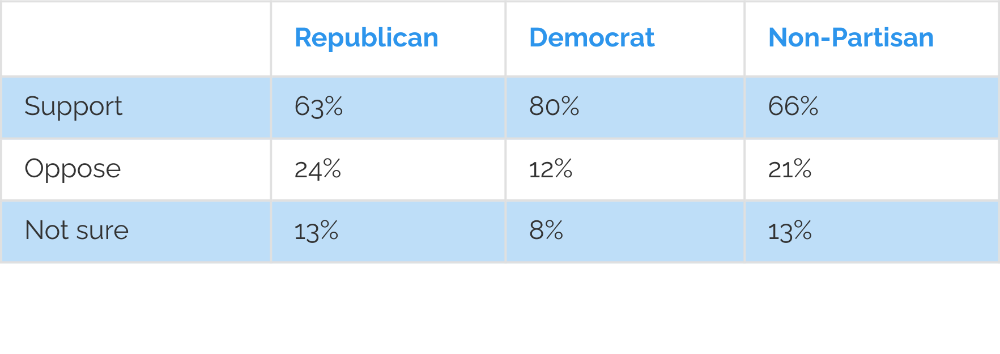 Republican Democrat Non-Partisan
Support 63% 80% 66%
Oppose 24% 12% 21%
Not sure 13% 8% 13%